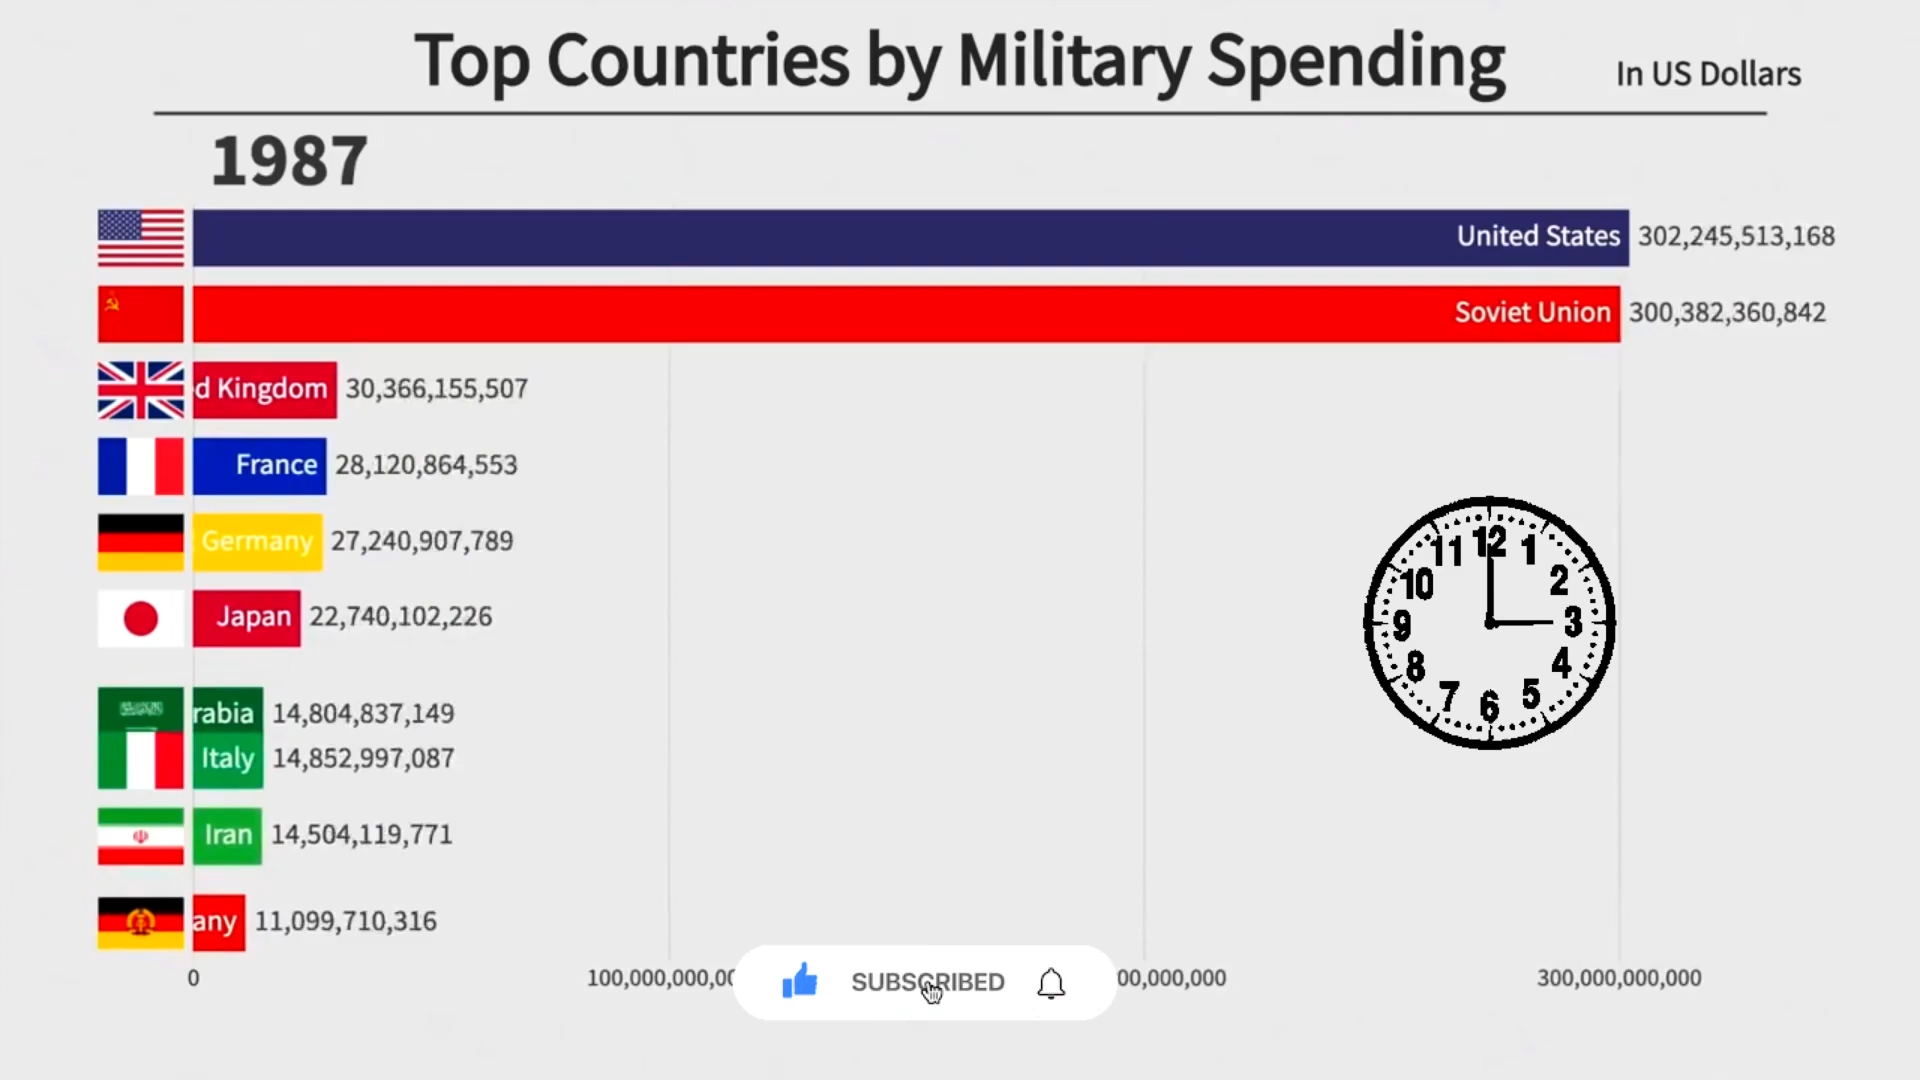 Top Countries by Military Spending
In US Dollars
1987
United States 302,245,513,168
Soviet Union 300,382,360,842
d Kingdom 30,366,155,507
France 28,120,864,553
Germany 27,240,907,789
Japan 22,740,102,226
rabia 14,804,837,149
Italy 14,852,997,087
Iran 14,504,119,771
any 11,099,710,316
0 100,000,000,00 00,000,000 300,000,000,000
SUBSCRIBED
12
11 1
10 2
9 3
8 4
7 5
6